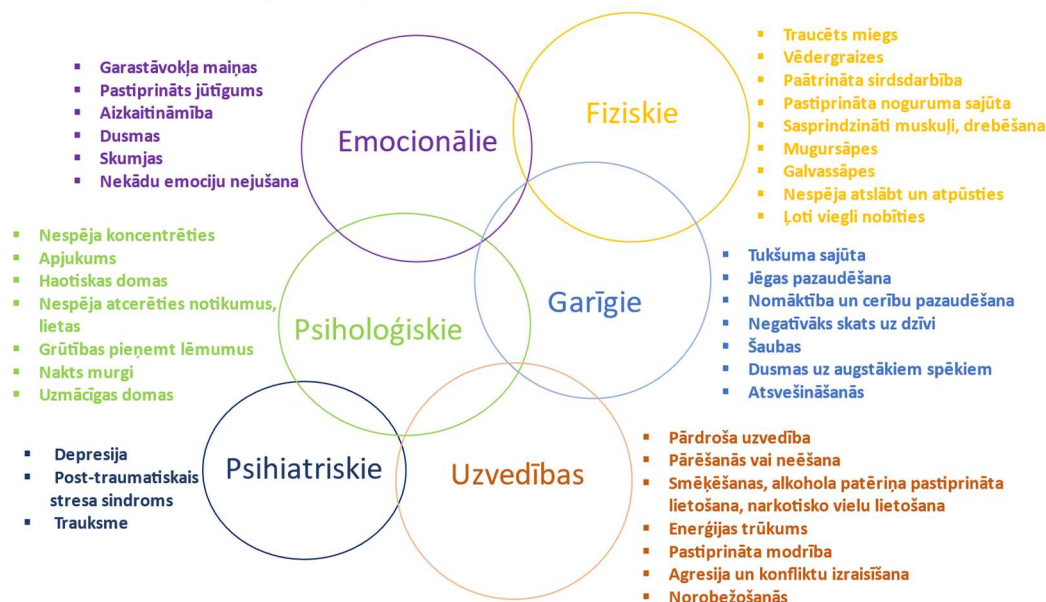 Emocionālie
▪ Garastāvokļa maiņas
▪ Pastiprināts jūtīgums
▪ Aizkaitināmība
▪ Dusmas
▪ Skumjas
▪ Nekādu emociju nejušana
Fiziskie
▪ Traucēts miegs
▪ Vēdergraizes
▪ Paātrināta sirdsdarbība
▪ Pastiprināta noguruma sajūta
▪ Sasprindzināti muskuļi, drebēšana
▪ Mugursāpes
▪ Galvassāpes
▪ Nespēja atslābt un atpūsties
▪ Ļoti viegli nobīties
Psiholoģiskie
▪ Nespēja koncentrēties
▪ Apjukums
▪ Haotiskas domas
▪ Nespēja atcerēties notikumus,
lietas
▪ Grūtības pieņemt lēmumus
▪ Nakts murgi
▪ Uzmācīgas domas
Garīgie
▪ Tukšuma sajūta
▪ Jēgas pazaudēšana
▪ Nomāktība un cerību pazaudēšana
▪ Negatīvāks skats uz dzīvi
▪ Šaubas
▪ Dusmas uz augstākiem spēkiem
▪ Atsvešināšanās
Psihiatriskie
▪ Depresija
▪ Post-traumatiskais
stresa sindroms
▪ Trauksme
Uzvedības
▪ Pārdroša uzvedība
▪ Pārēšanās vai neēšana
▪ Smēķēšanas, alkohola patēriņa pastiprināta
lietošana, narkotisko vielu lietošana
▪ Enerģijas trūkums
▪ Pastiprināta modrība
▪ Agresija un konfliktu izraisīšana
▪ Norobežošanās